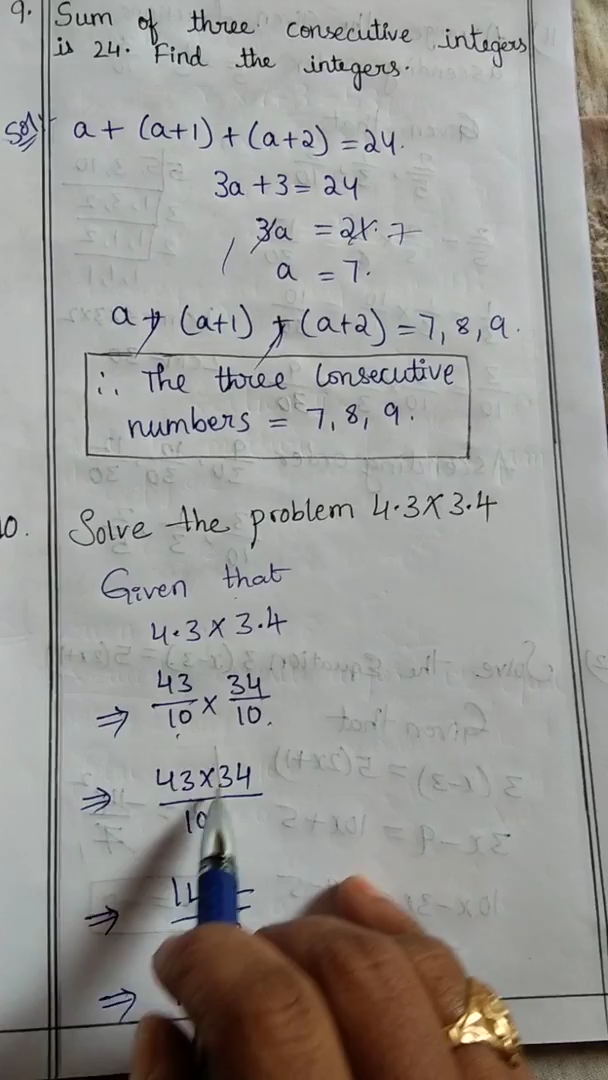 9. Sum of three consecutive integers
is 24. Find the integers.
Sol
a + (a+1) + (a+2) = 24.
3a + 3 = 24
3a = 21 7
a = 7.
a + (a+1) + (a+2) = 7, 8, 9.
∴ The three Consecutive
numbers = 7, 8, 9.
10. Solve the problem 4.3 X 3.4
Given that
4.3 X 3.4
⇒ 43/10 X 34/10.
⇒ 43X34/10
⇒
⇒